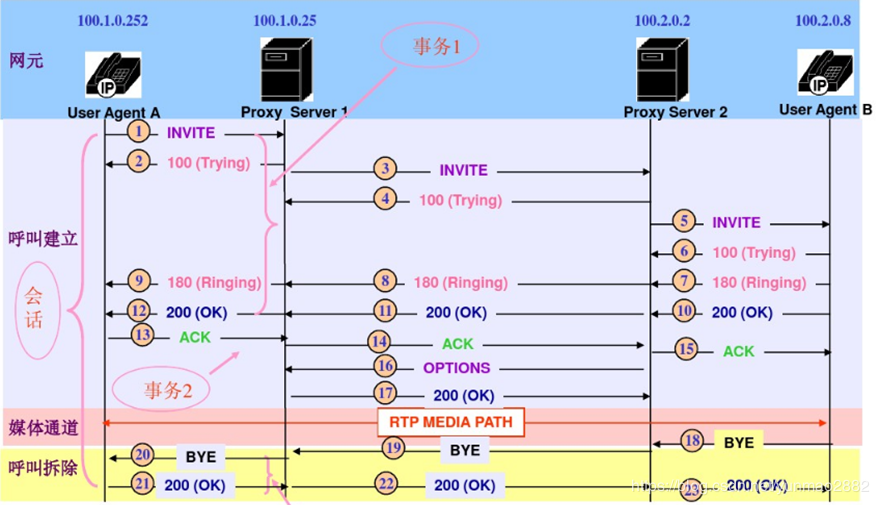 100.1.0.252 100.1.0.25 100.2.0.2 100.2.0.8
网元
事务1
IP IP
User Agent A Proxy Server 1 Proxy Server 2 User Agent B
1 INVITE
2 100 (Trying) 3 INVITE
4 100 (Trying)
5 INVITE
呼叫建立
6 100 (Trying)
9 180 (Ringing) 8 180 (Ringing) 7 180 (Ringing)
会话
12 200 (OK) 11 200 (OK) 10 200 (OK)
13 ACK 14 ACK
15 ACK
16 OPTIONS
事务2
17 200 (OK)
媒体通道 RTP MEDIA PATH
18 BYE
呼叫拆除 20 BYE 19 BYE
21 200 (OK) 22 200 (OK) 23 200 (OK)